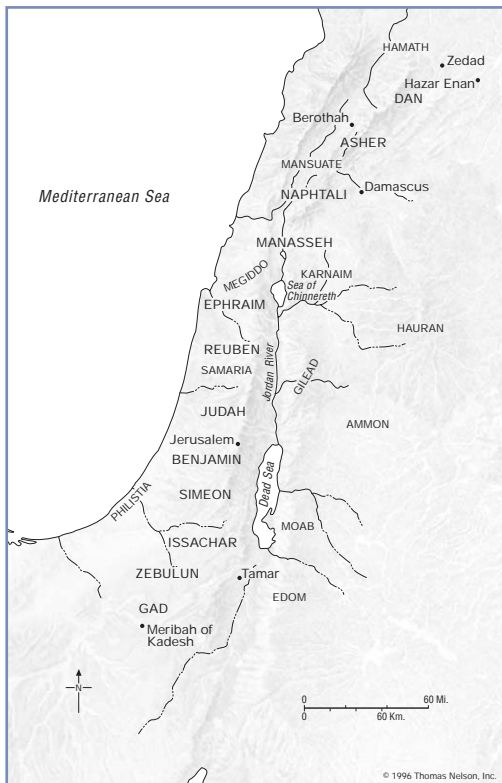 HAMATH
Zedad
Hazar Enan
DAN
Berothah
ASHER
MANSUATE
Mediterranean Sea
NAPHTALI
Damascus
MANASSEH
MEGIDDO
KARNAIM
Sea of
Chinnereth
EPHRAIM
HAURAN
REUBEN
SAMARIA
Jordan River
GILEAD
JUDAH
AMMON
Jerusalem
BENJAMIN
Dead Sea
SIMEON
PHILISTIA
MOAB
ISSACHAR
ZEBULUN
Tamar
EDOM
GAD
Meribah of
Kadesh
N
0 60 Mi.
0 60 Km.
© 1996 Thomas Nelson, Inc.